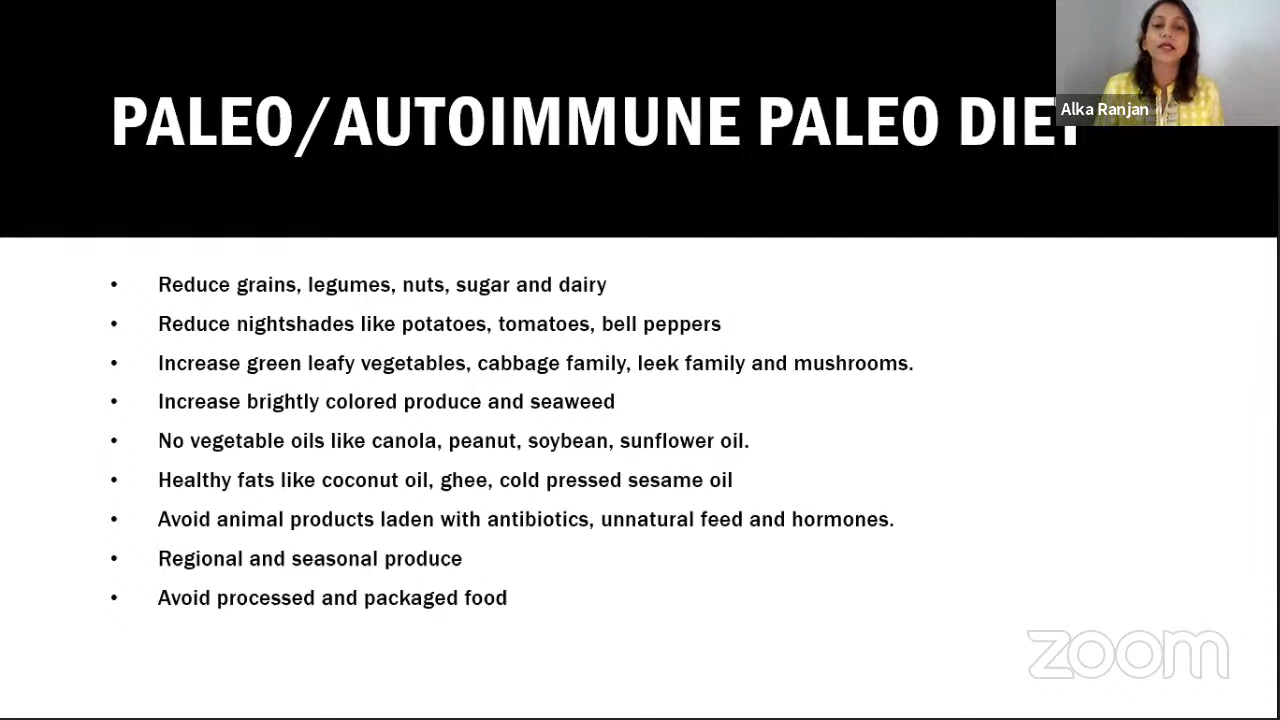 PALEO/AUTOIMMUNE PALEO DIET
Alka Ranjan
• Reduce grains, legumes, nuts, sugar and dairy
• Reduce nightshades like potatoes, tomatoes, bell peppers
• Increase green leafy vegetables, cabbage family, leek family and mushrooms.
• Increase brightly colored produce and seaweed
• No vegetable oils like canola, peanut, soybean, sunflower oil.
• Healthy fats like coconut oil, ghee, cold pressed sesame oil
• Avoid animal products laden with antibiotics, unnatural feed and hormones.
• Regional and seasonal produce
• Avoid processed and packaged food
zoom